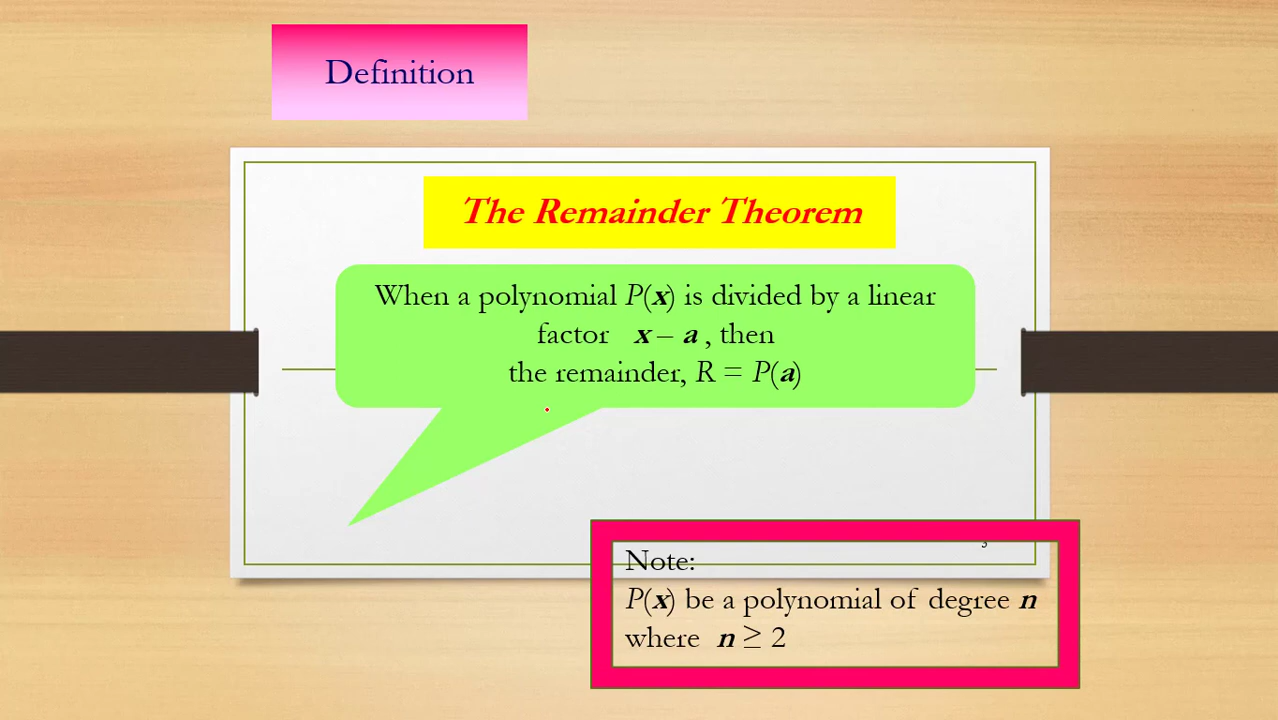 Definition
The Remainder Theorem
When a polynomial P(x) is divided by a linear
factor x – a , then
the remainder, R = P(a)
3
Note:
P(x) be a polynomial of degree n
where n ≥ 2